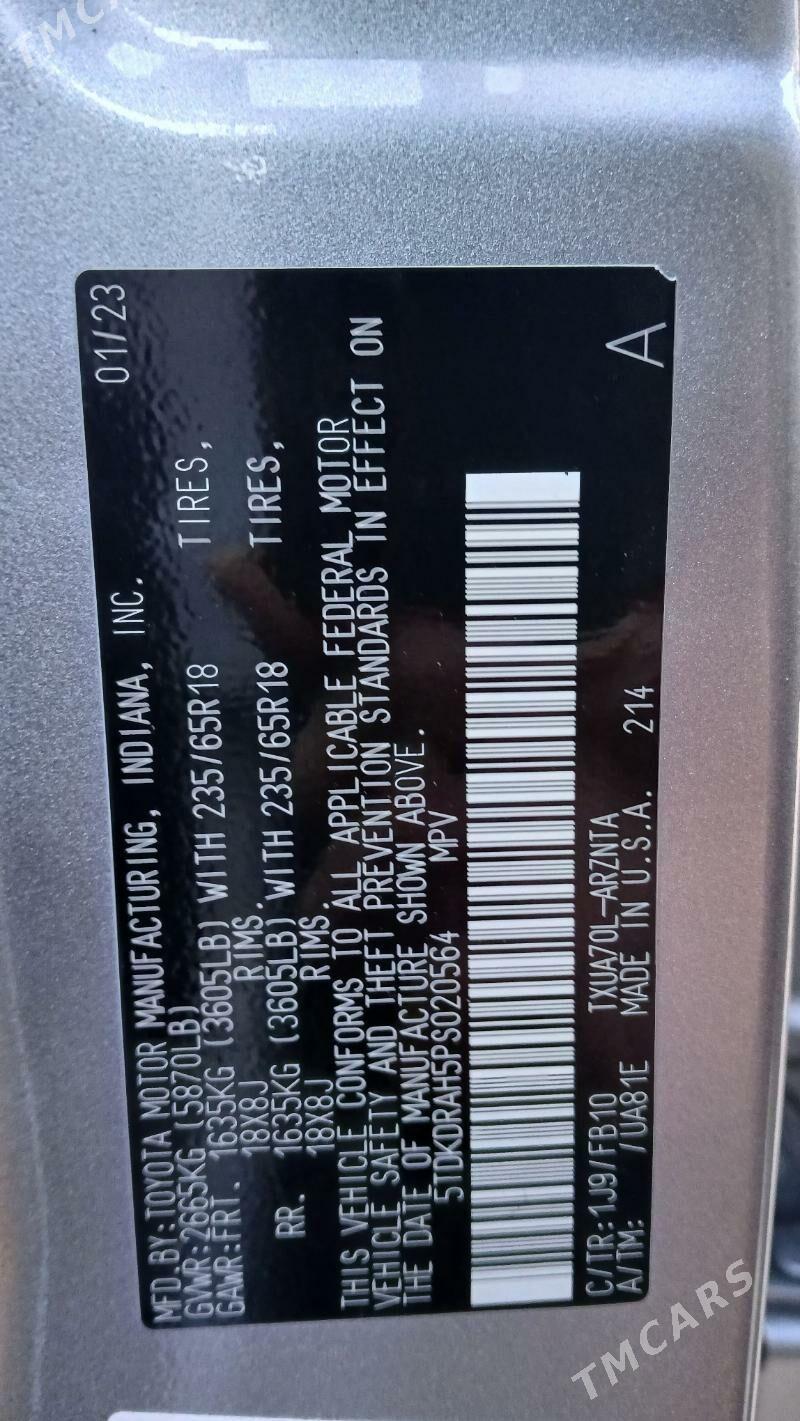 TMCARS
MFD.BY:TOYOTA MOTOR MANUFACTURING, INDIANA, INC. 01/23
GVWR:2665KG (5870LB)
GAWR:FRT. 1635KG (3605LB) WITH 235/65R18 TIRES,
18X8J RIMS.
RR. 1635KG (3605LB) WITH 235/65R18 TIRES,
18X8J RIMS.
THIS VEHICLE CONFORMS TO ALL APPLICABLE FEDERAL MOTOR
VEHICLE SAFETY AND THEFT PREVENTION STANDARDS IN EFFECT ON
THE DATE OF MANUFACTURE SHOWN ABOVE.
5TDKDRAH5PS020564 MPV
C/TR:1J9/FB10 TXUA70L-ARZNTA
A/TM: /UA81E MADE IN U.S.A. 214 A
TMCARS